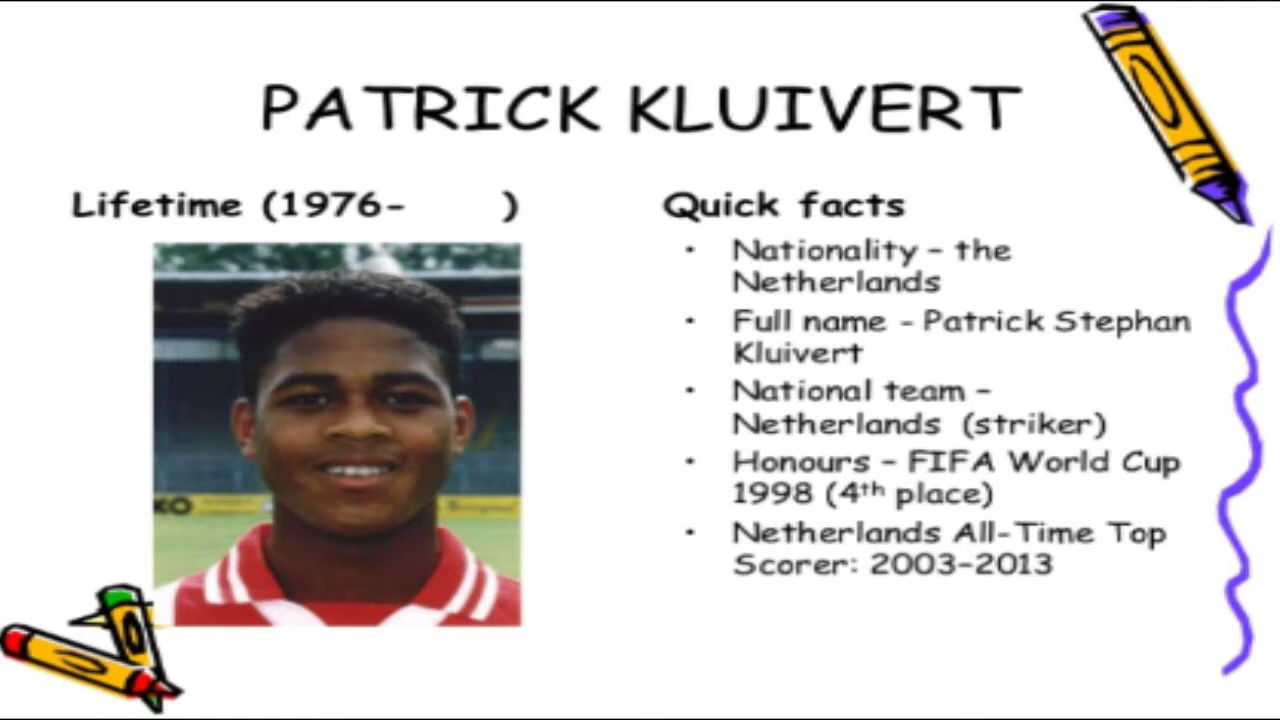 PATRICK KLUIVERT
Lifetime (1976- )
Quick facts
• Nationality – the
Netherlands
• Full name - Patrick Stephan
Kluivert
• National team –
Netherlands (striker)
• Honours – FIFA World Cup
1998 (4th place)
• Netherlands All-Time Top
Scorer: 2003–2013
KO